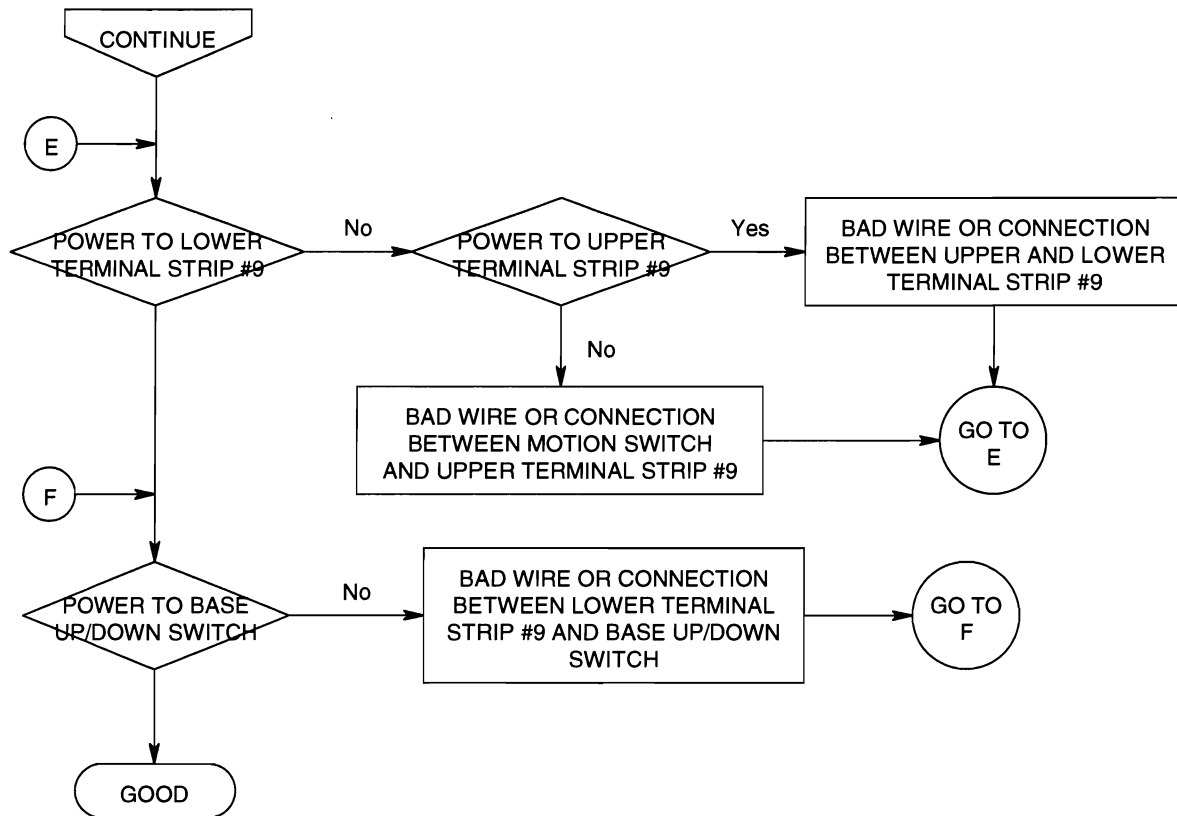 CONTINUE
E
POWER TO LOWER
TERMINAL STRIP #9
No
POWER TO UPPER
TERMINAL STRIP #9
Yes
BAD WIRE OR CONNECTION
BETWEEN UPPER AND LOWER
TERMINAL STRIP #9
No
BAD WIRE OR CONNECTION
BETWEEN MOTION SWITCH
AND UPPER TERMINAL STRIP #9
GO TO
E
F
POWER TO BASE
UP/DOWN SWITCH
No
BAD WIRE OR CONNECTION
BETWEEN LOWER TERMINAL
STRIP #9 AND BASE UP/DOWN
SWITCH
GO TO
F
GOOD